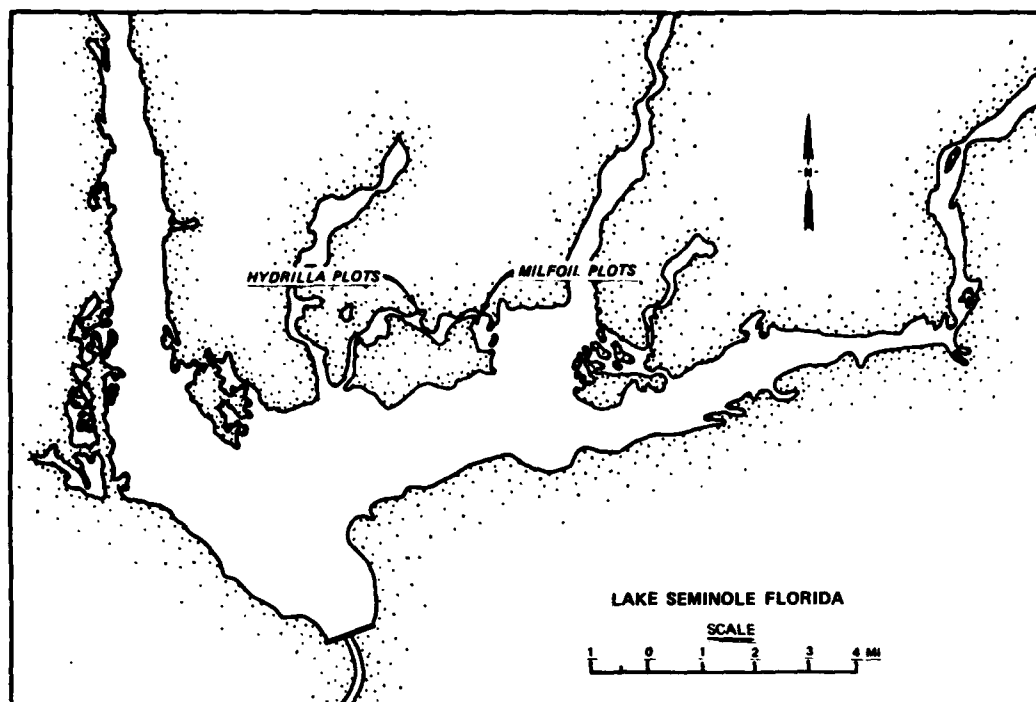 N
HYDRILLA PLOTS
MILFOIL PLOTS
LAKE SEMINOLE FLORIDA
SCALE
1 0 1 2 3 4 MI